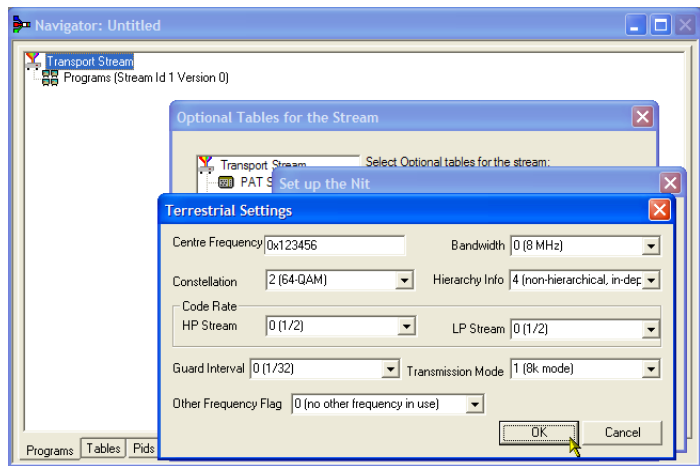 Navigator: Untitled
Transport Stream
Programs (Stream Id 1 Version 0)
Optional Tables for the Stream
Transport Stream
Select Optional tables for the stream:
PAT S
Set up the Nit
Terrestrial Settings
Centre Frequency 0x123456 Bandwidth 0 (8 MHz)
Constellation 2 (64-QAM) Hierarchy Info 4 (non-hierarchical, in-dep
Code Rate
HP Stream 0 (1/2) LP Stream 0 (1/2)
Guard Interval 0 (1/32) Transmission Mode 1 (8k mode)
Other Frequency Flag 0 (no other frequency in use)
OK Cancel
Programs Tables Pids